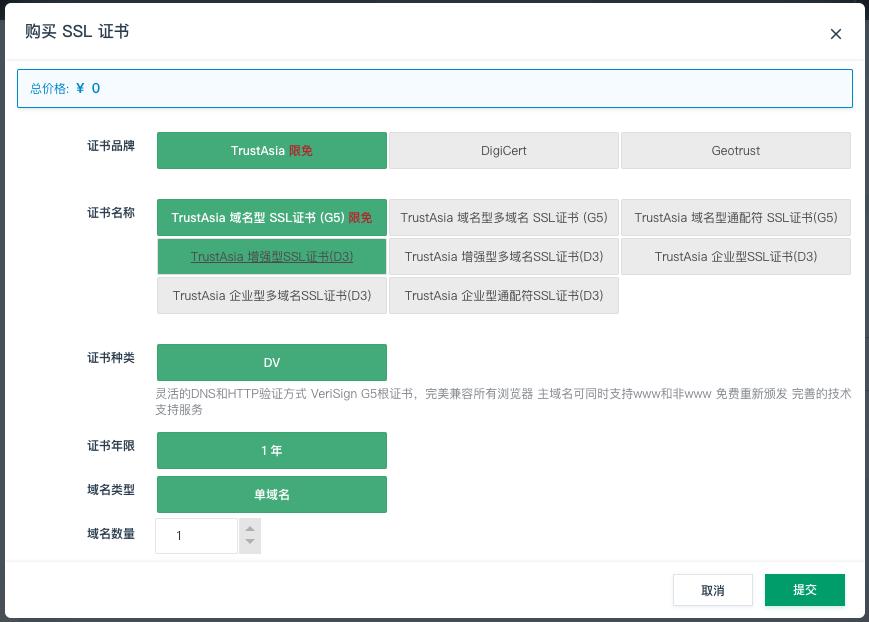 购买 SSL 证书
总价格: ¥ 0
证书品牌
TrustAsia 限免
DigiCert
Geotrust
证书名称
TrustAsia 域名型 SSL证书 (G5) 限免
TrustAsia 域名型多域名 SSL证书 (G5)
TrustAsia 域名型通配符 SSL证书(G5)
TrustAsia 增强型SSL证书(D3)
TrustAsia 增强型多域名SSL证书(D3)
TrustAsia 企业型SSL证书(D3)
TrustAsia 企业型多域名SSL证书(D3)
TrustAsia 企业型通配符SSL证书(D3)
证书种类
DV
灵活的DNS和HTTP验证方式 VeriSign G5根证书，完美兼容所有浏览器 主域名可同时支持www和非www 免费重新颁发 完善的技术
支持服务
证书年限
1 年
域名类型
单域名
域名数量
1
取消
提交